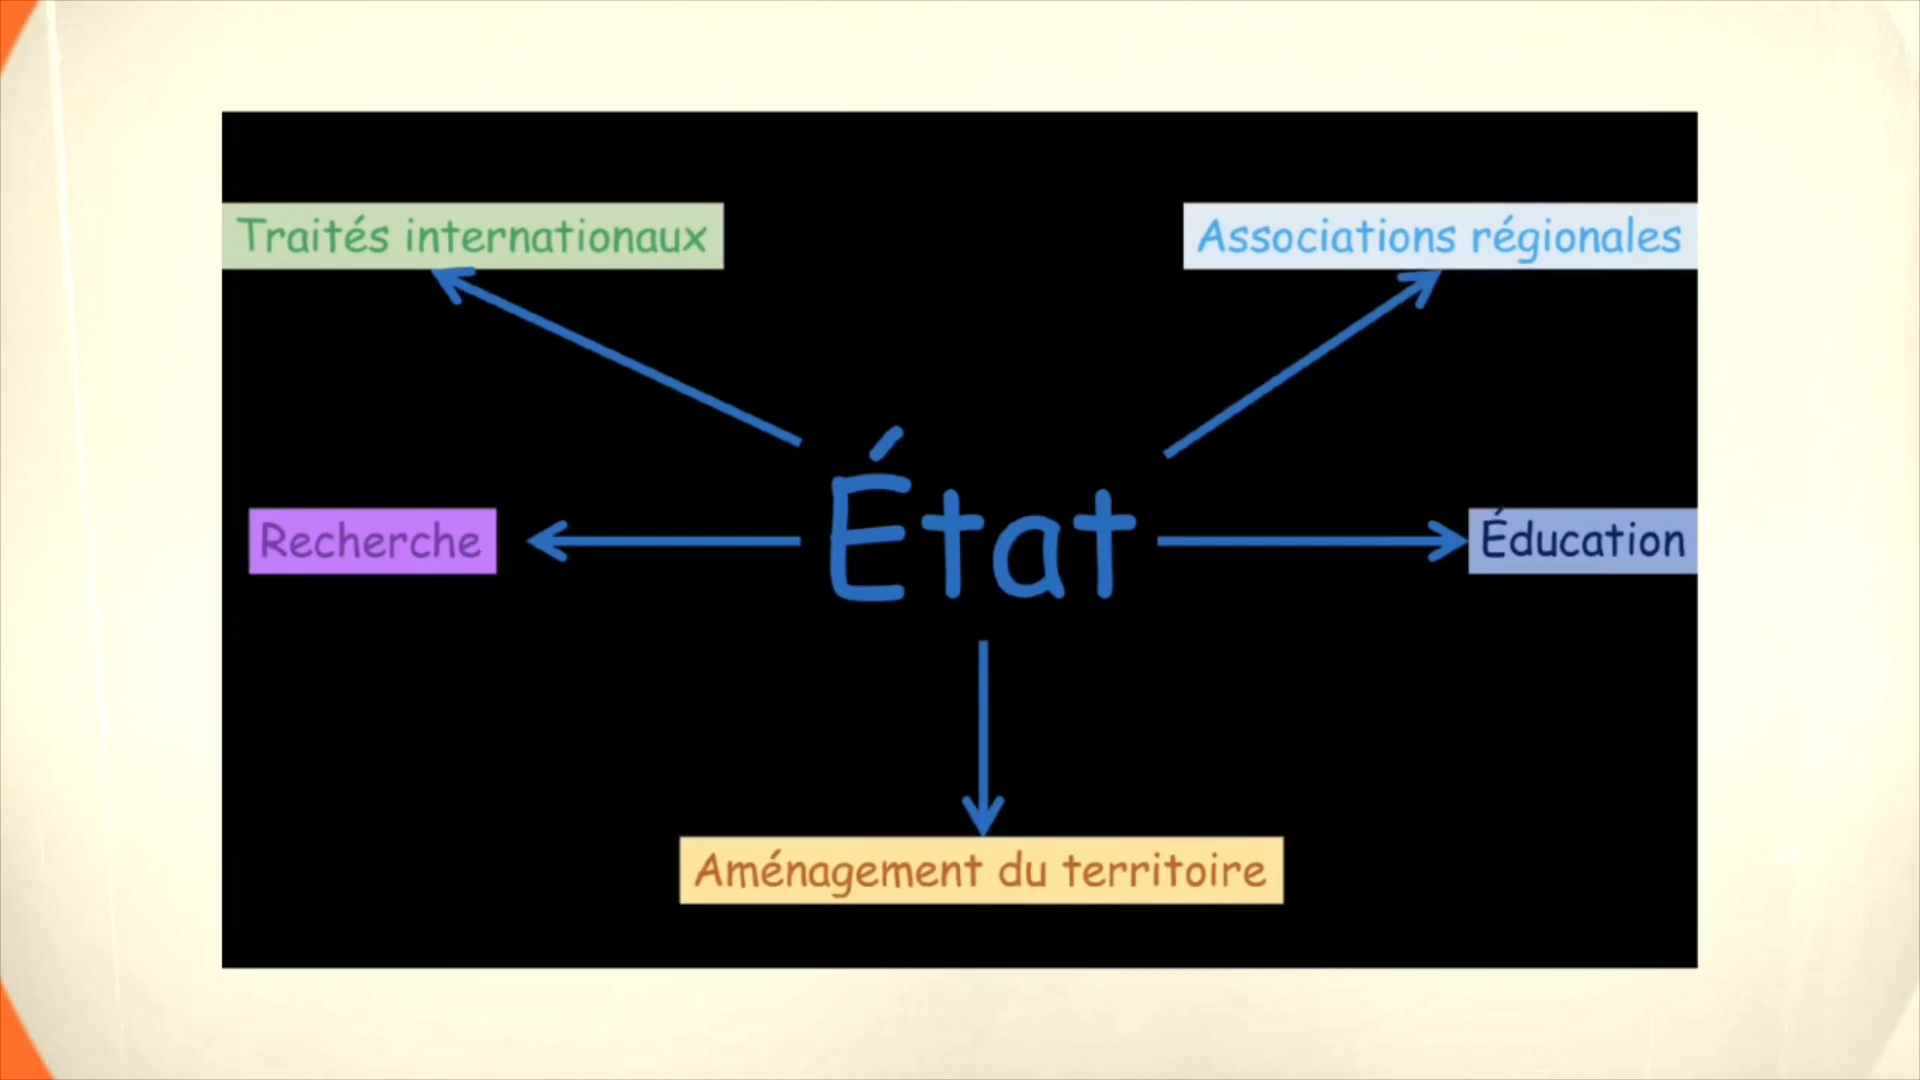 Traités internationaux
Associations régionales
Recherche
État
Éducation
Aménagement du territoire